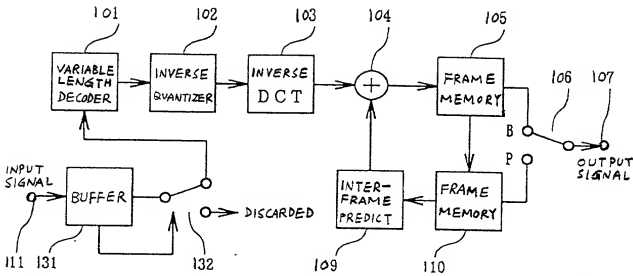 101
102
103
104
105
VARIABLE
LENGTH
DECODER
INVERSE
QUANTIZER
INVERSE
DCT
FRAME
MEMORY
106
107
B
P
OUTPUT
SIGNAL
INPUT
SIGNAL
BUFFER
DISCARDED
INTER-
FRAME
PREDICT
FRAME
MEMORY
111
131
132
109
110